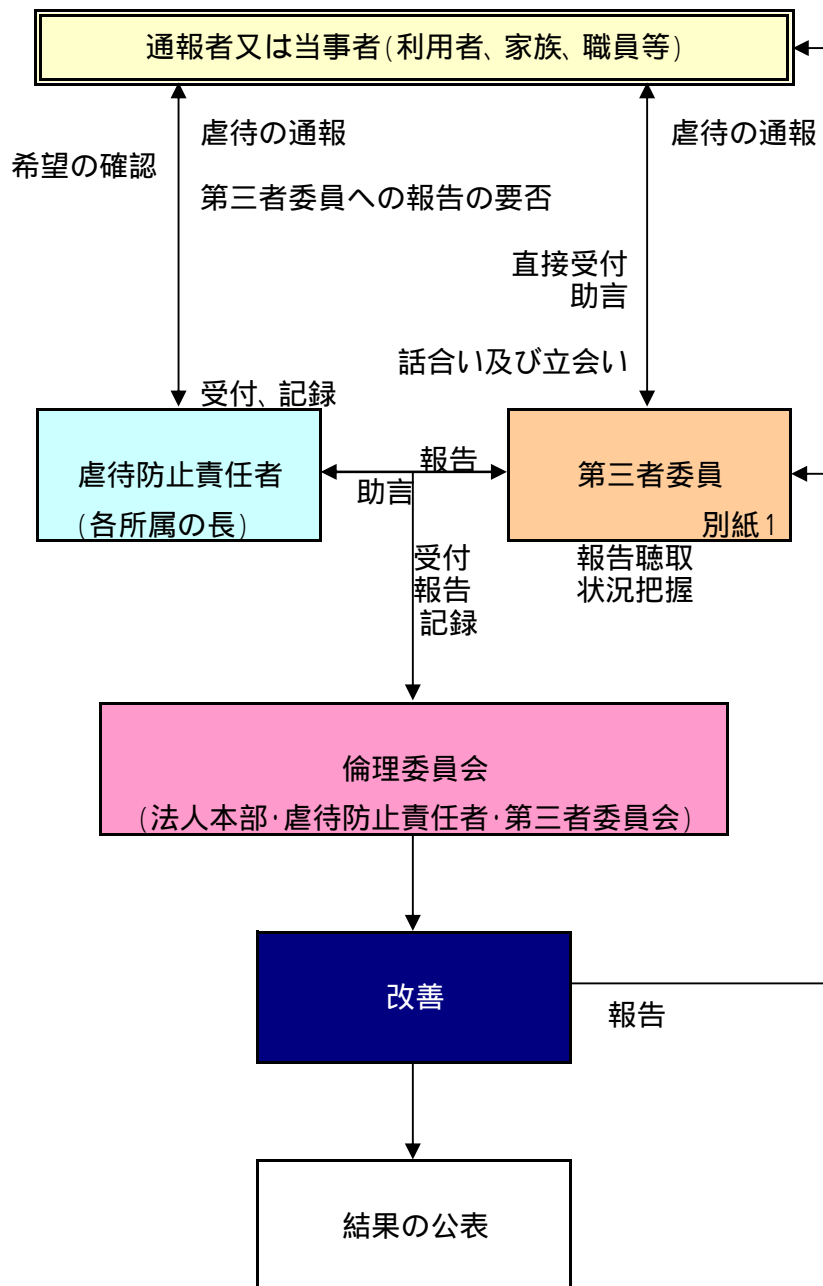 通報者又は当事者(利用者、家族、職員等)
虐待の通報
虐待の通報
希望の確認
第三者委員への報告の要否
直接受付
助言
話合い及び立会い
受付、記録
虐待防止責任者
(各所属の長)
報告
助言
第三者委員
別紙1
受付
報告
記録
報告聴取
状況把握
倫理委員会
(法人本部・虐待防止責任者・第三者委員会)
改善
報告
結果の公表